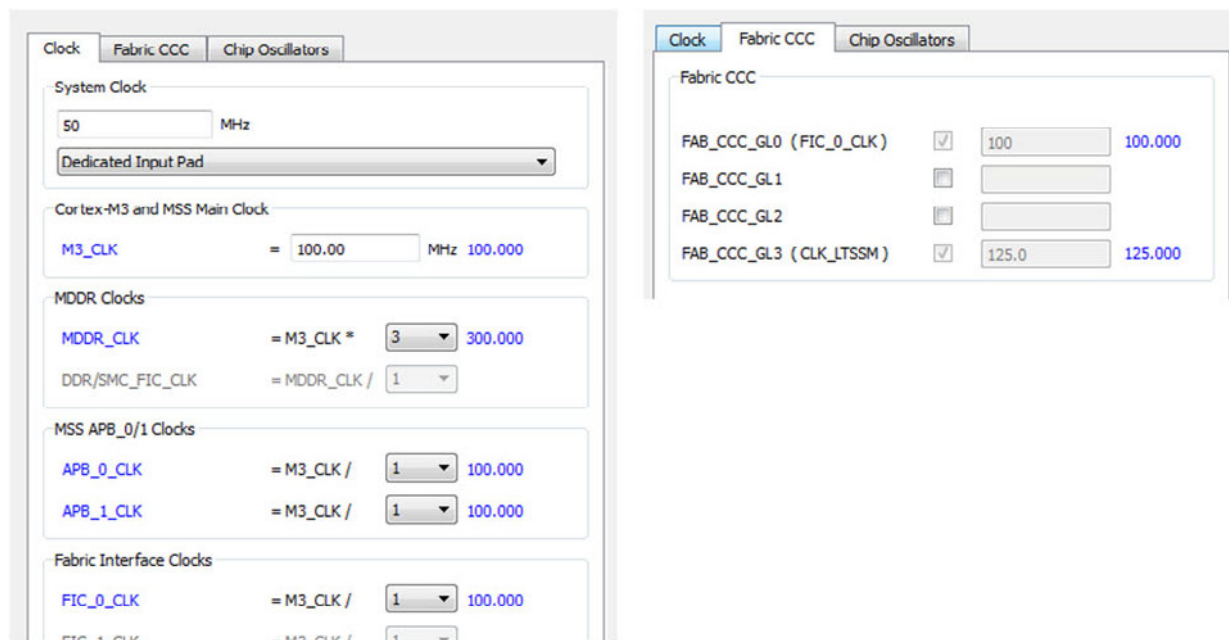 Clock Fabric CCC Chip Oscillators
System Clock
50 MHz
Dedicated Input Pad
Cortex-M3 and MSS Main Clock
M3_CLK = 100.00 MHz 100.000
MDDR Clocks
MDDR_CLK = M3_CLK * 3 300.000
DDR/SMC_FIC_CLK = MDDR_CLK / 1
MSS APB_0/1 Clocks
APB_0_CLK = M3_CLK / 1 100.000
APB_1_CLK = M3_CLK / 1 100.000
Fabric Interface Clocks
FIC_0_CLK = M3_CLK / 1 100.000
FIC_1_CLK = M3_CLK / 1
Clock Fabric CCC Chip Oscillators
Fabric CCC
FAB_CCC_GL0 (FIC_0_CLK) 100 100.000
FAB_CCC_GL1
FAB_CCC_GL2
FAB_CCC_GL3 (CLK_LTSSM) 125.0 125.000